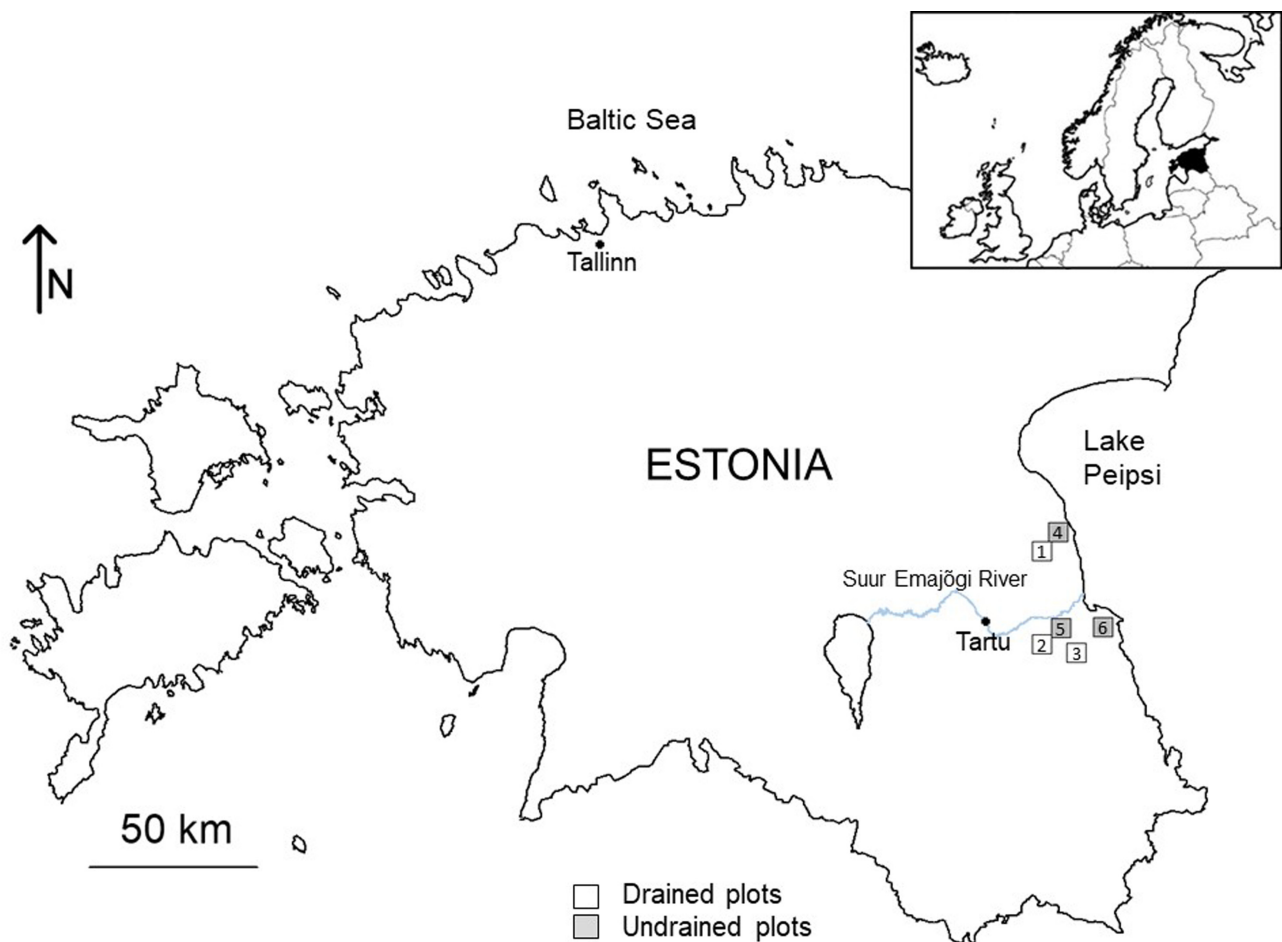 Baltic Sea
Tallinn
N
ESTONIA
Lake
Peipsi
4
1
Suur Emajõgi River
Tartu
5
6
2
3
50 km
Drained plots
Undrained plots